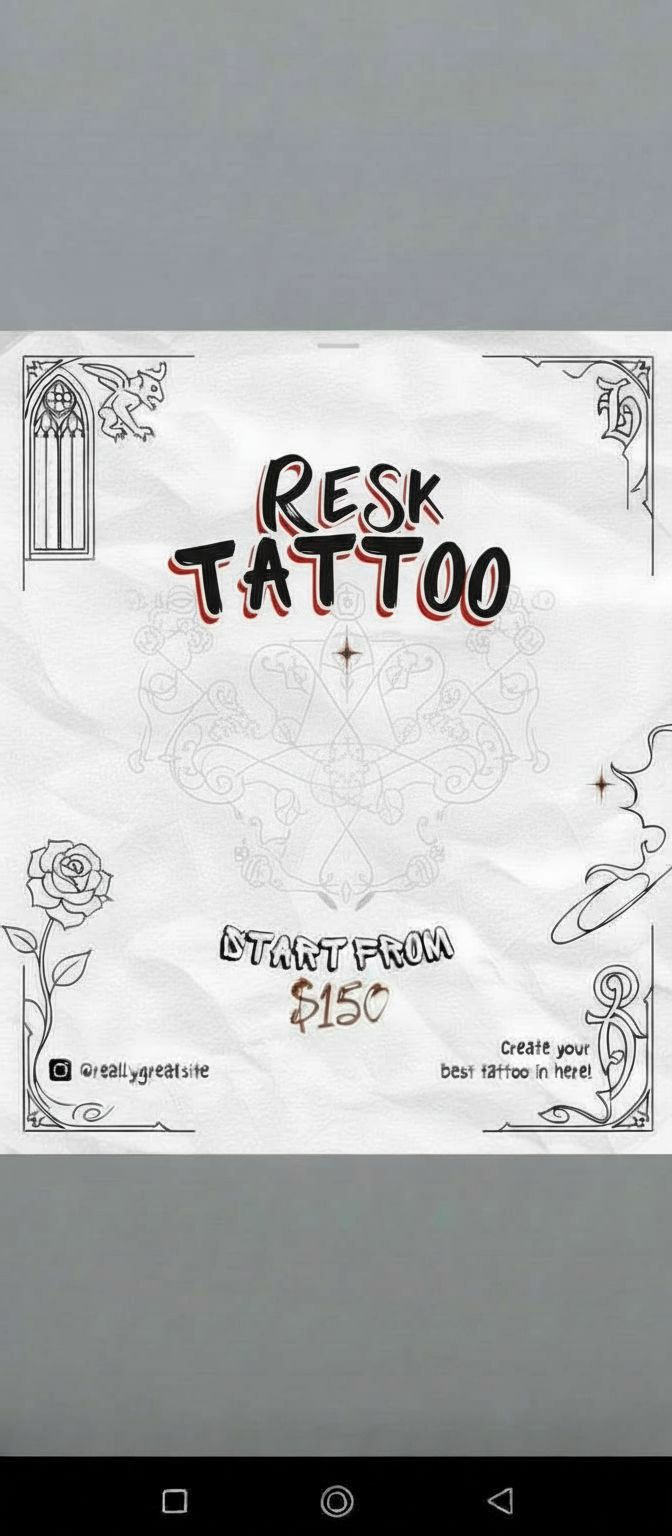 RESK
TATTOO
START FROM
$150
@reallygreatsite
Create your
best tattoo in here!